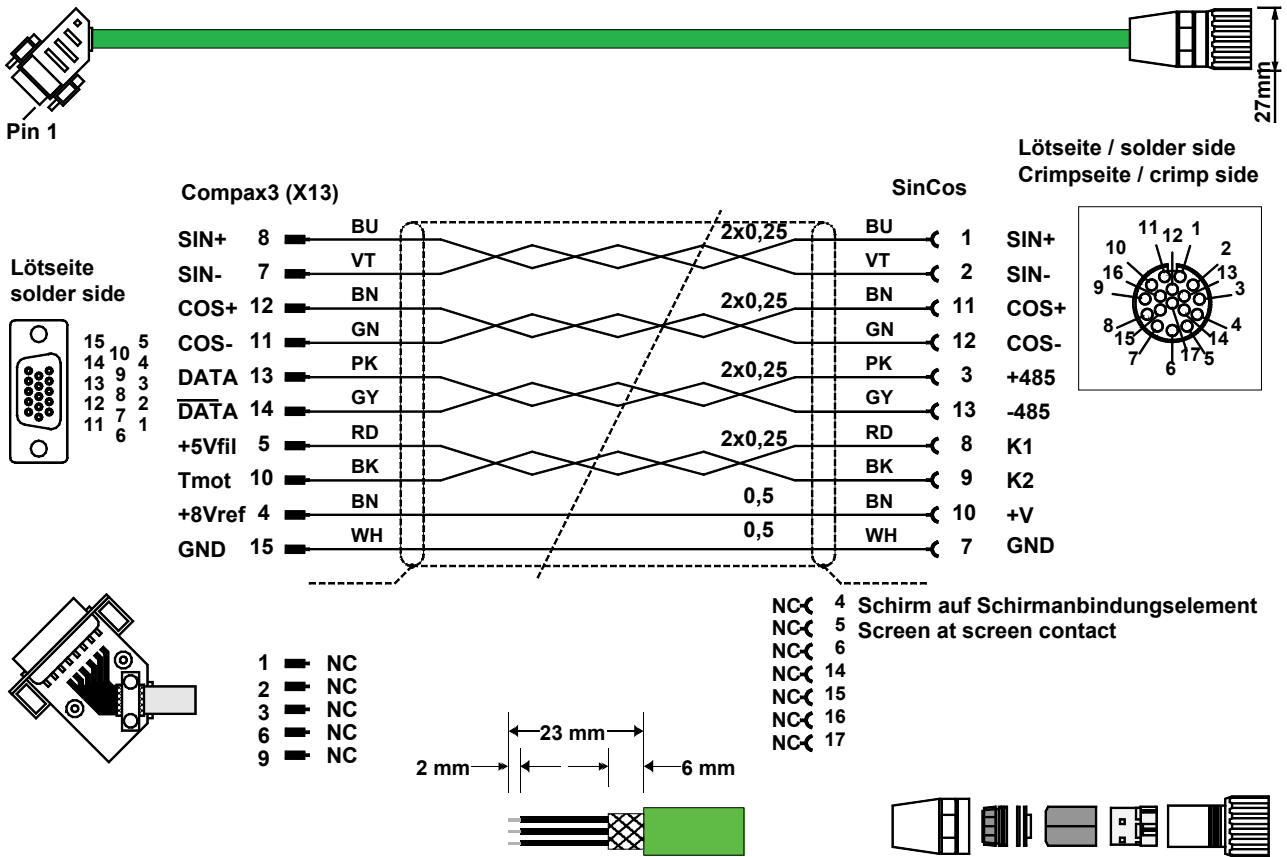 27mm
Pin 1
Lötseite / solder side
Crimpseite / crimp side
Compax3 (X13)
SinCos
SIN+ 8 BU 2x0,25 BU 1 SIN+
SIN- 7 VT VT 2 SIN-
COS+ 12 BN 2x0,25 BN 11 COS+
COS- 11 GN GN 12 COS-
DATA 13 PK 2x0,25 PK 3 +485
DATA 14 GY GY 13 -485
+5Vfil 5 RD 2x0,25 RD 8 K1
Tmot 10 BK BK 9 K2
+8Vref 4 BN 0,5 BN 10 +V
GND 15 WH 0,5 WH 7 GND
Lötseite
solder side
15 5
10
14 4
9
13 3
8
12 2
7
11 1
6
11 12 1
10 2
16 13
9 3
8 4
15 14
7 17 5
6
NC 4 Schirm auf Schirmanbindungselement
NC 5 Screen at screen contact
NC 6
NC 14
NC 15
NC 16
NC 17
1 NC
2 NC
3 NC
6 NC
9 NC
23 mm
2 mm 6 mm